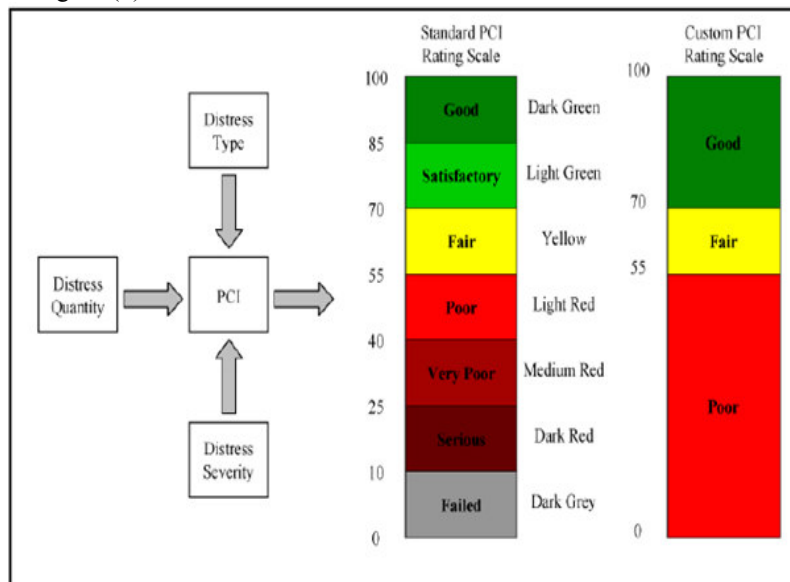 Standard PCI
Rating Scale
Custom PCI
Rating Scale
Distress
Type
Distress
Quantity
PCI
Distress
Severity
100
Good
Dark Green
85
Satisfactory
Light Green
70
Fair
Yellow
55
Poor
Light Red
40
Very Poor
Medium Red
25
Serious
Dark Red
10
Failed
Dark Grey
0
100
Good
70
Fair
55
Poor
0